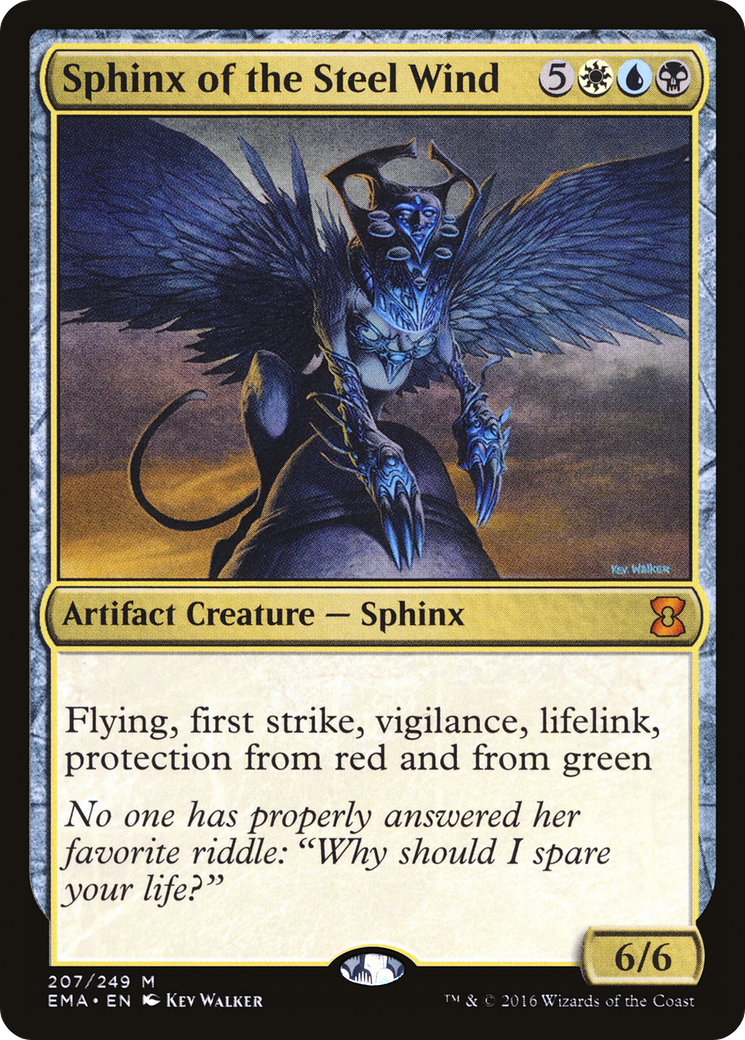 Sphinx of the Steel Wind 5
Kev. Walker
Artifact Creature — Sphinx
Flying, first strike, vigilance, lifelink,
protection from red and from green
No one has properly answered her
favorite riddle: “Why should I spare
your life?”
6/6
207/249 M
EMA • EN Kev Walker
™ & © 2016 Wizards of the Coast